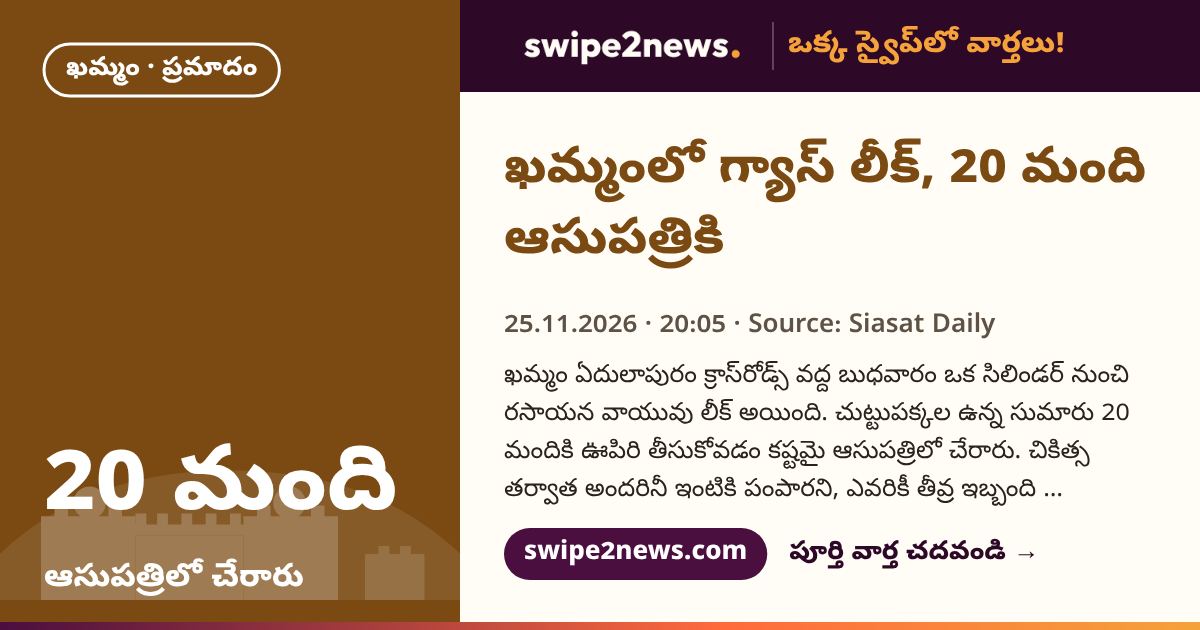 ఖమ్మం · ప్రమాదం
20 మంది
ఆసుపత్రిలో చేరారు
swipe2news.
ఒక్క స్వైప్‌లో వార్తలు!
ఖమ్మంలో గ్యాస్ లీక్, 20 మంది
ఆసుపత్రికి
25.11.2026 · 20:05 · Source: Siasat Daily
ఖమ్మం ఏదులాపురం క్రాస్‌రోడ్స్ వద్ద బుధవారం ఒక సిలిండర్ నుంచి
రసాయన వాయువు లీక్ అయింది. చుట్టుపక్కల ఉన్న సుమారు 20
మందికి ఊపిరి తీసుకోవడం కష్టమై ఆసుపత్రిలో చేరారు. చికిత్స
తర్వాత అందరినీ ఇంటికి పంపారని, ఎవరికీ తీవ్ర ఇబ్బంది ...
swipe2news.com
పూర్తి వార్త చదవండి →